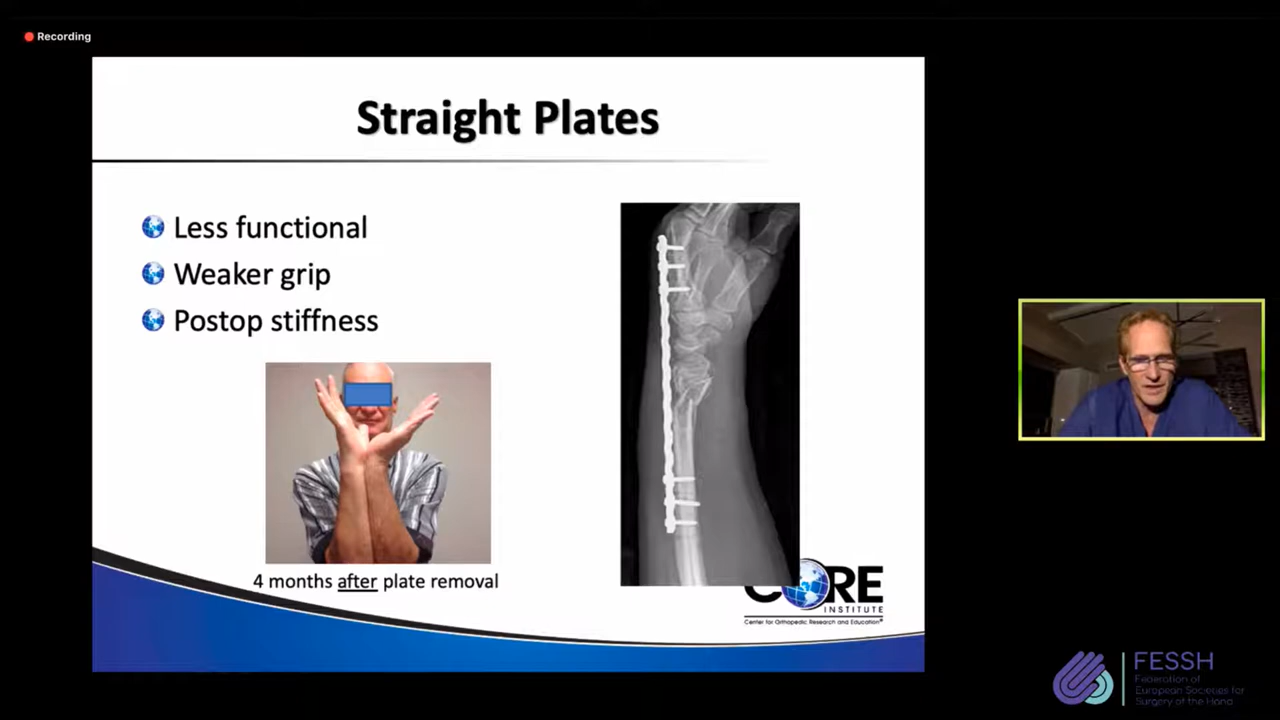 Recording
Straight Plates
Less functional
Weaker grip
Postop stiffness
4 months after plate removal
CORE
INSTITUTE
Center for Orthopedic Research and Education®
FESSH
Federation of
European Societies for
Surgery of the Hand